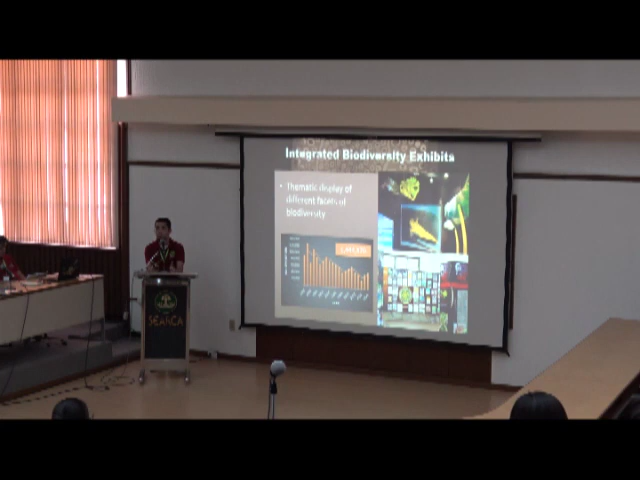 Integrated Biodiversity Exhibits
• Thematic display of
different facets of
biodiversity
SEARCA